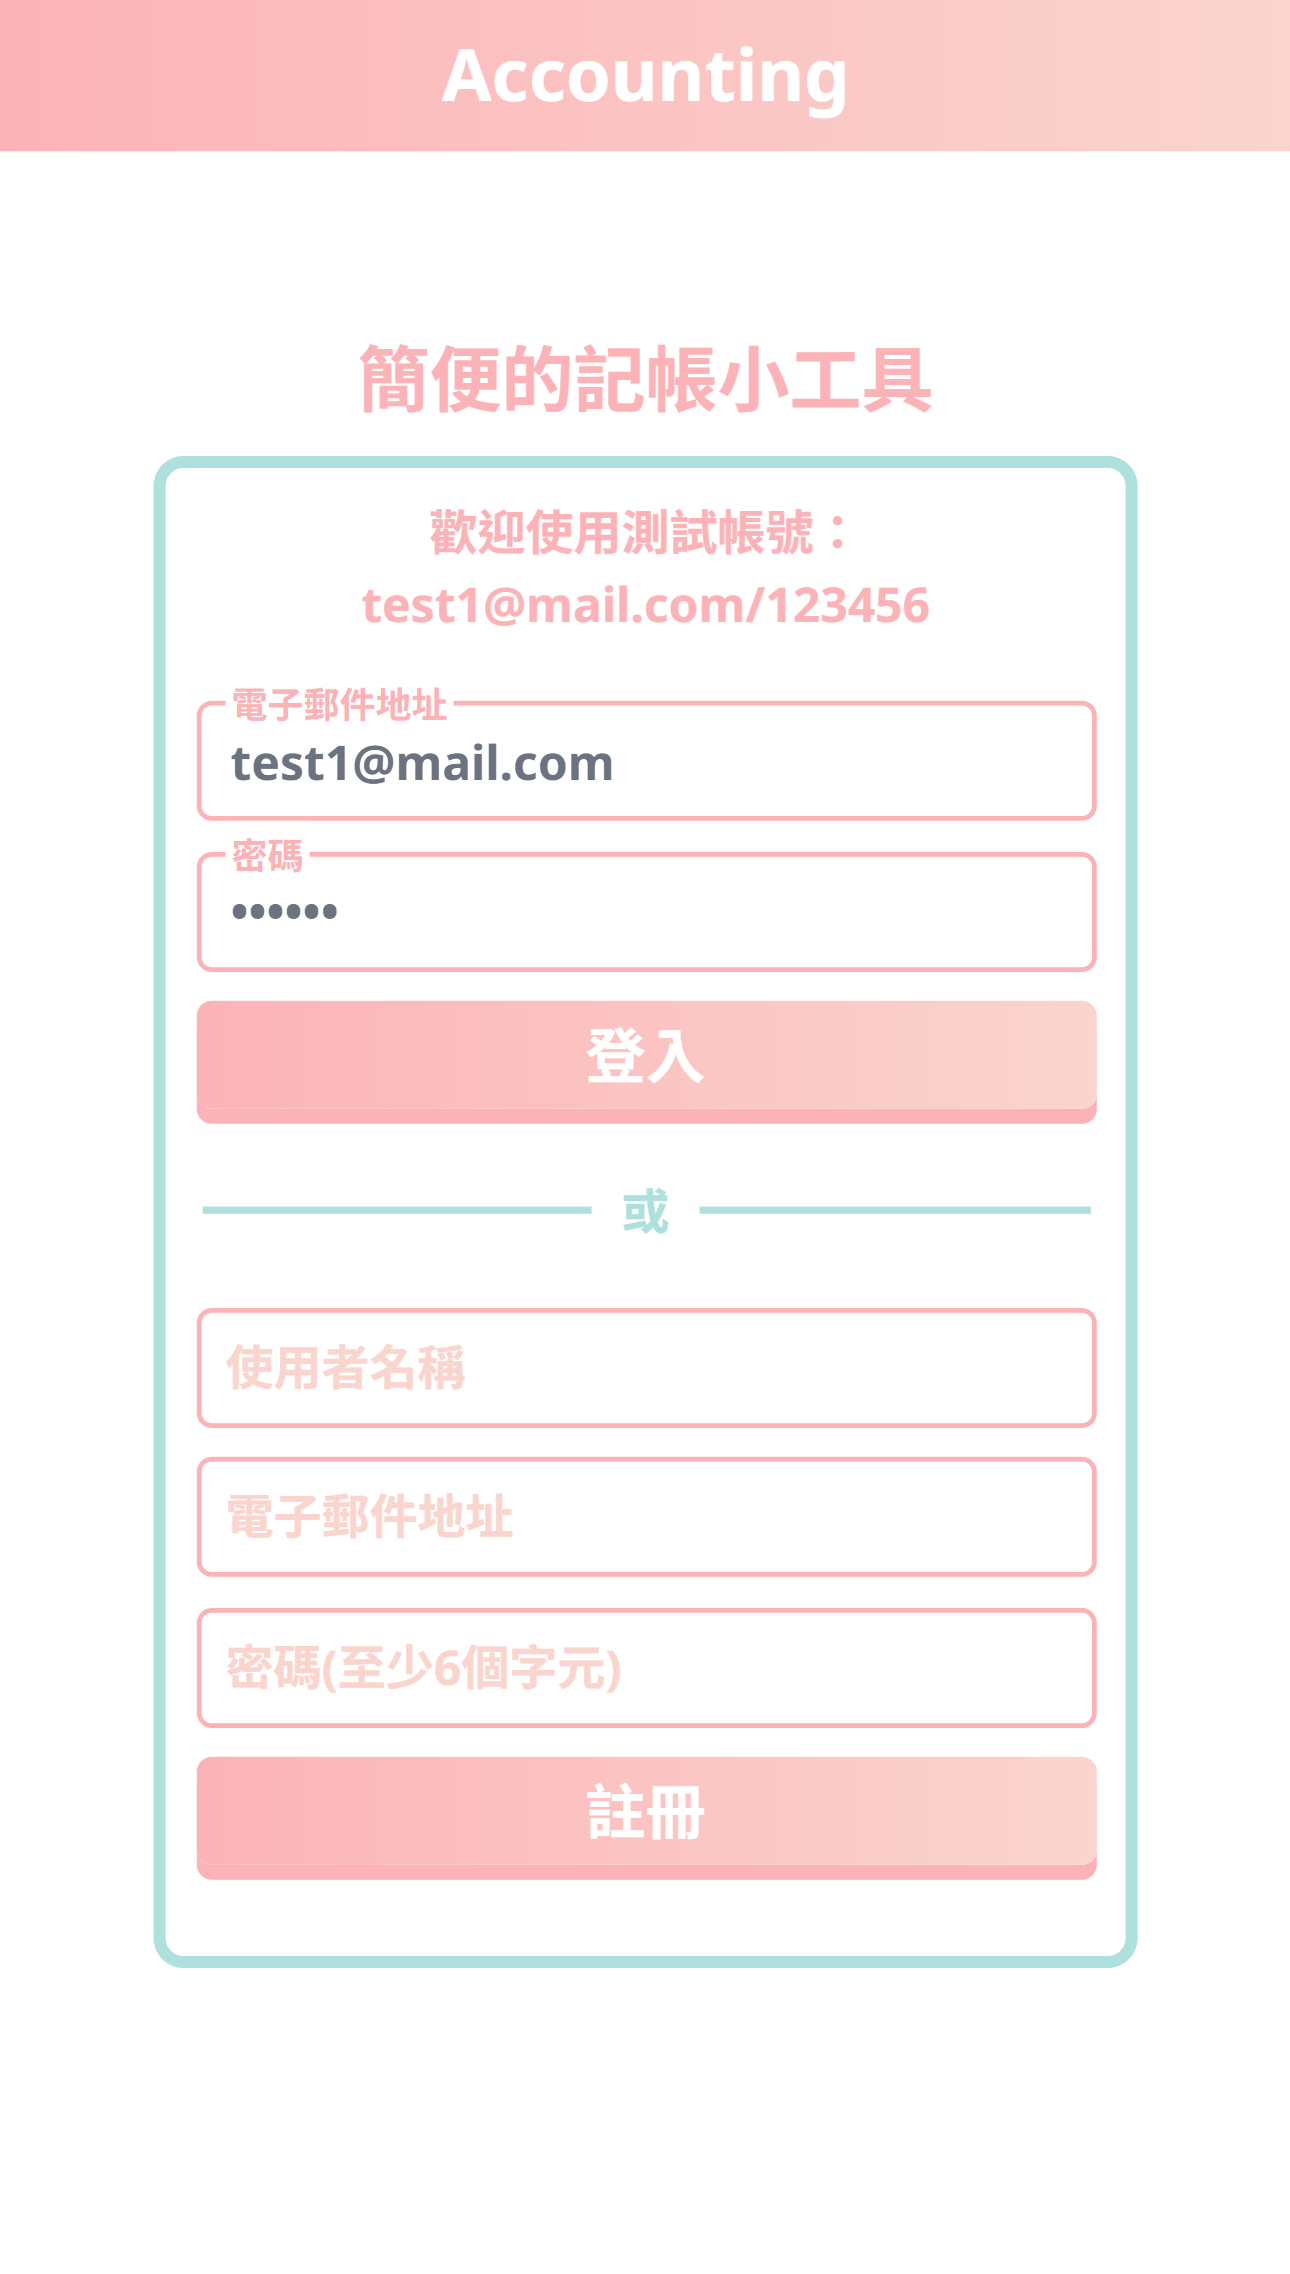 Accounting
簡便的記帳小工具
歡迎使用測試帳號：
test1@mail.com/123456
電子郵件地址
test1@mail.com
密碼
••••••
登入
或
使用者名稱
電子郵件地址
密碼(至少6個字元)
註冊